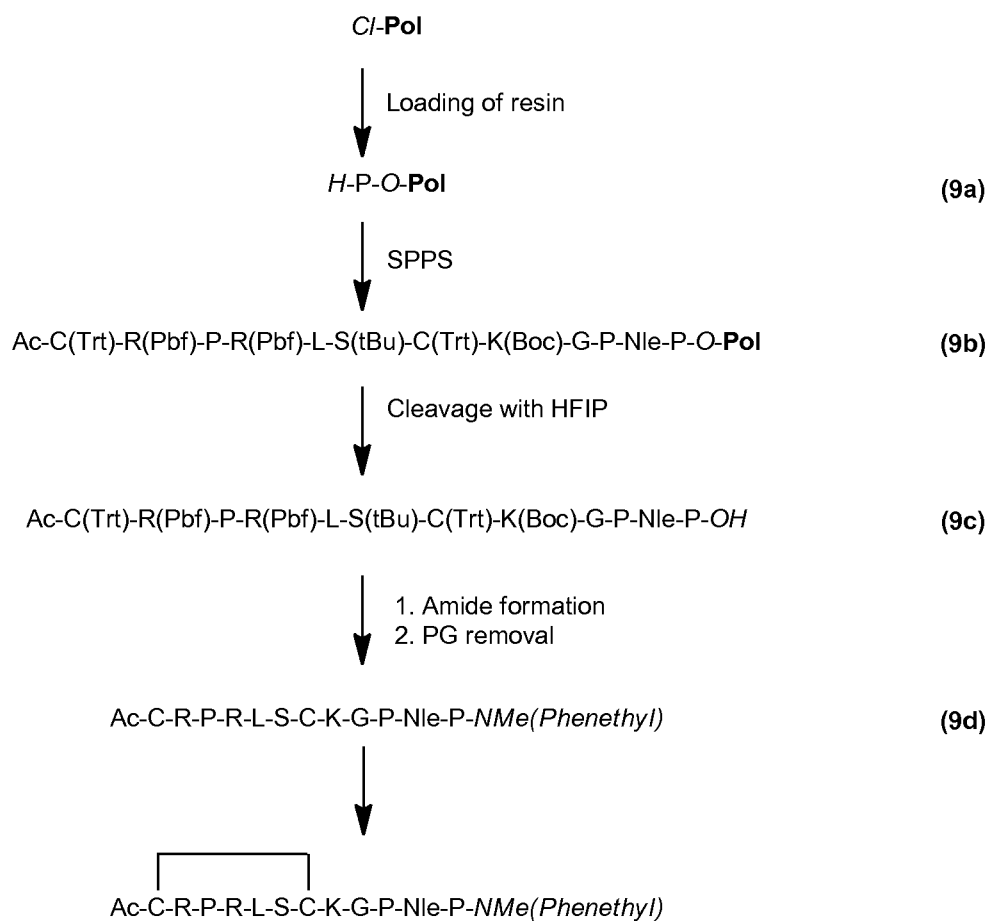 Cl-Pol
Loading of resin
H-P-O-Pol (9a)
SPPS
Ac-C(Trt)-R(Pbf)-P-R(Pbf)-L-S(tBu)-C(Trt)-K(Boc)-G-P-Nle-P-O-Pol (9b)
Cleavage with HFIP
Ac-C(Trt)-R(Pbf)-P-R(Pbf)-L-S(tBu)-C(Trt)-K(Boc)-G-P-Nle-P-OH (9c)
1. Amide formation
2. PG removal
Ac-C-R-P-R-L-S-C-K-G-P-Nle-P-NMe(Phenethyl) (9d)
Ac-C-R-P-R-L-S-C-K-G-P-Nle-P-NMe(Phenethyl)